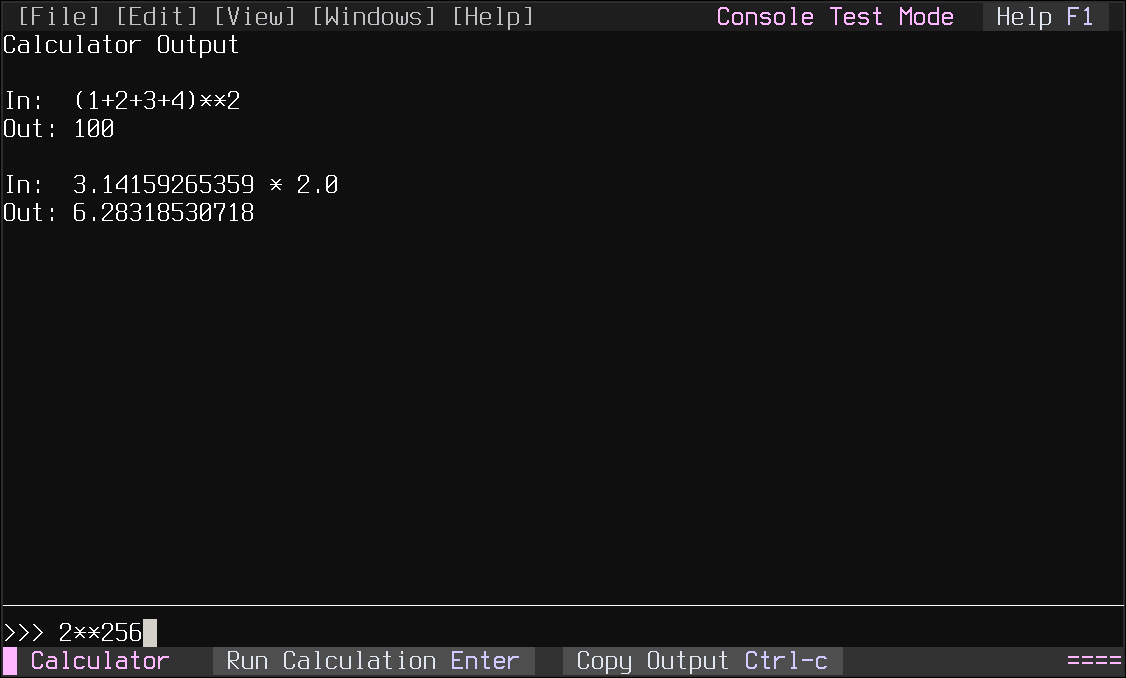 [File] [Edit] [View] [Windows] [Help] Console Test Mode Help F1
Calculator Output
In: (1+2+3+4)**2
Out: 100
In: 3.14159265359 * 2.0
Out: 6.28318530718
>>> 2**256
Calculator Run Calculation Enter Copy Output Ctrl-c ====